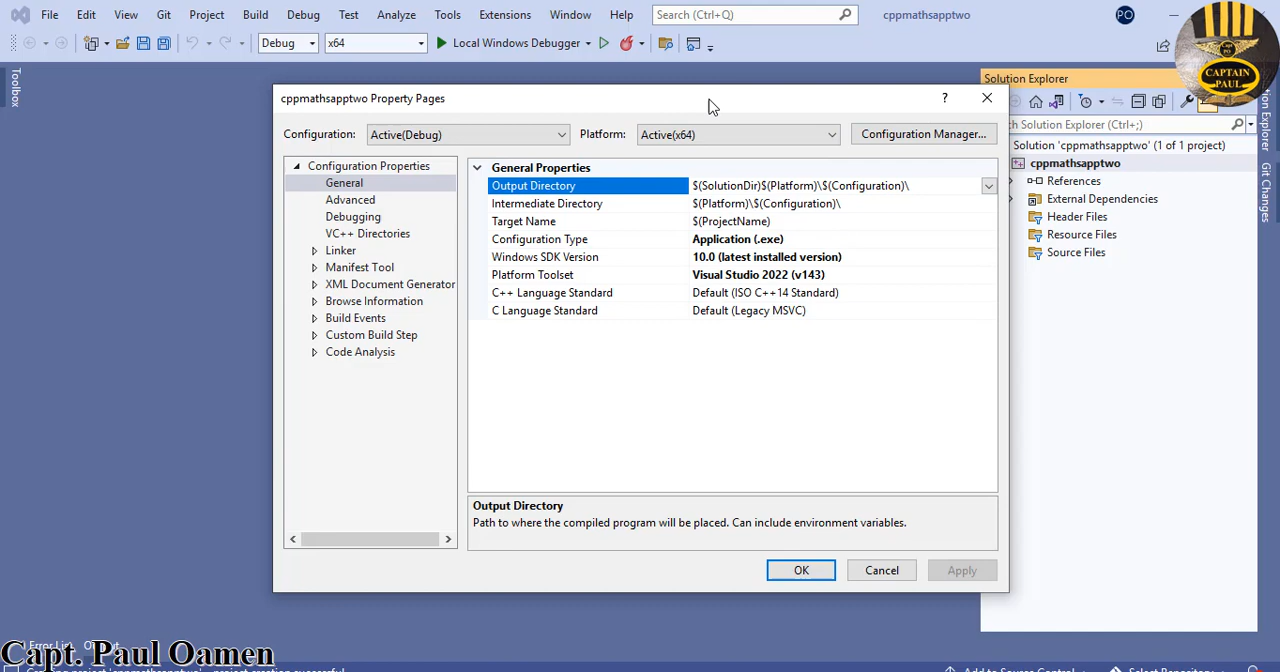 File Edit View Git Project Build Debug Test Analyze Tools Extensions Window Help Search (Ctrl+Q) cppmathsapptwo PO
Debug x64 Local Windows Debugger
CAPTAIN PAUL
Toolbox
Solution Explorer
ch Solution Explorer (Ctrl+;)
Solution 'cppmathsapptwo' (1 of 1 project)
cppmathsapptwo
References
External Dependencies
Header Files
Resource Files
Source Files
Git Changes
cppmathsapptwo Property Pages ?
Configuration: Active(Debug) Platform: Active(x64) Configuration Manager...
Configuration Properties
General
Advanced
Debugging
VC++ Directories
Linker
Manifest Tool
XML Document Generator
Browse Information
Build Events
Custom Build Step
Code Analysis
General Properties
Output Directory $(SolutionDir)$(Platform)\$(Configuration)\
Intermediate Directory $(Platform)\$(Configuration)\
Target Name $(ProjectName)
Configuration Type Application (.exe)
Windows SDK Version 10.0 (latest installed version)
Platform Toolset Visual Studio 2022 (v143)
C++ Language Standard Default (ISO C++14 Standard)
C Language Standard Default (Legacy MSVC)
Output Directory
Path to where the compiled program will be placed. Can include environment variables.
OK Cancel Apply
Capt. Paul Oamen